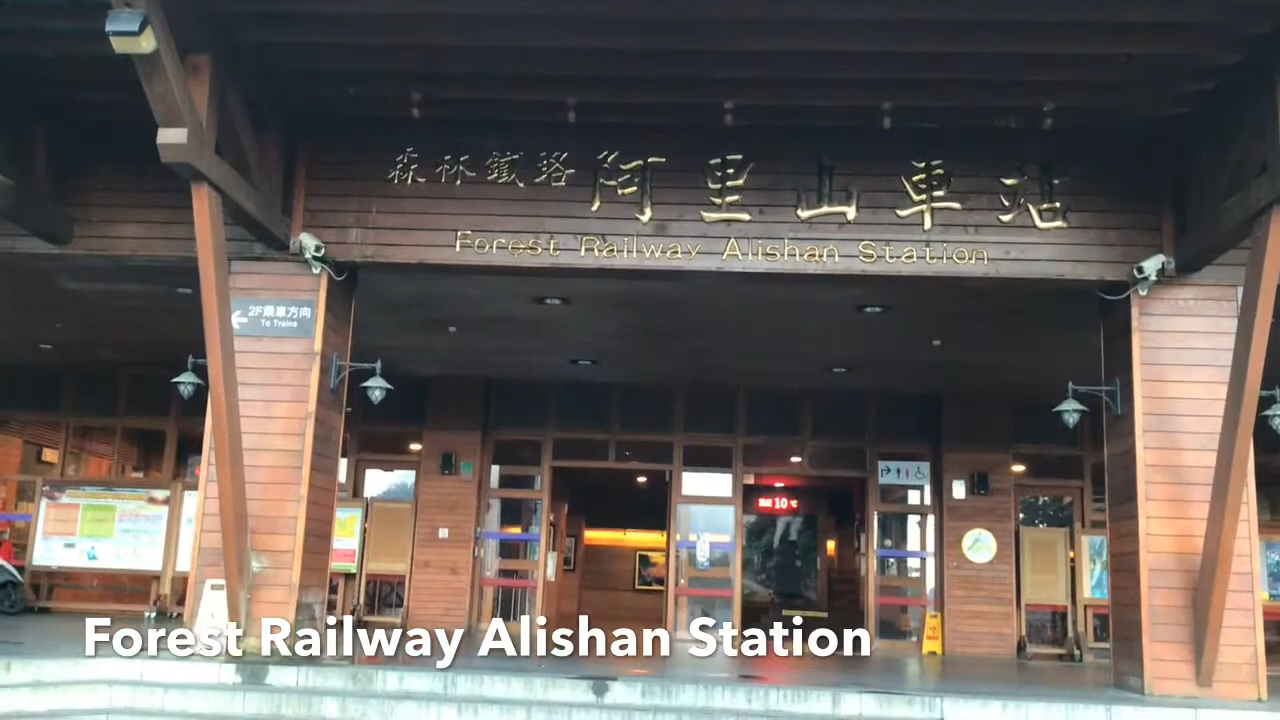 森林鐵路 阿里山車站
Forest Railway Alishan Station
2F乘車方向
To Trains
10℃
Forest Railway Alishan Station